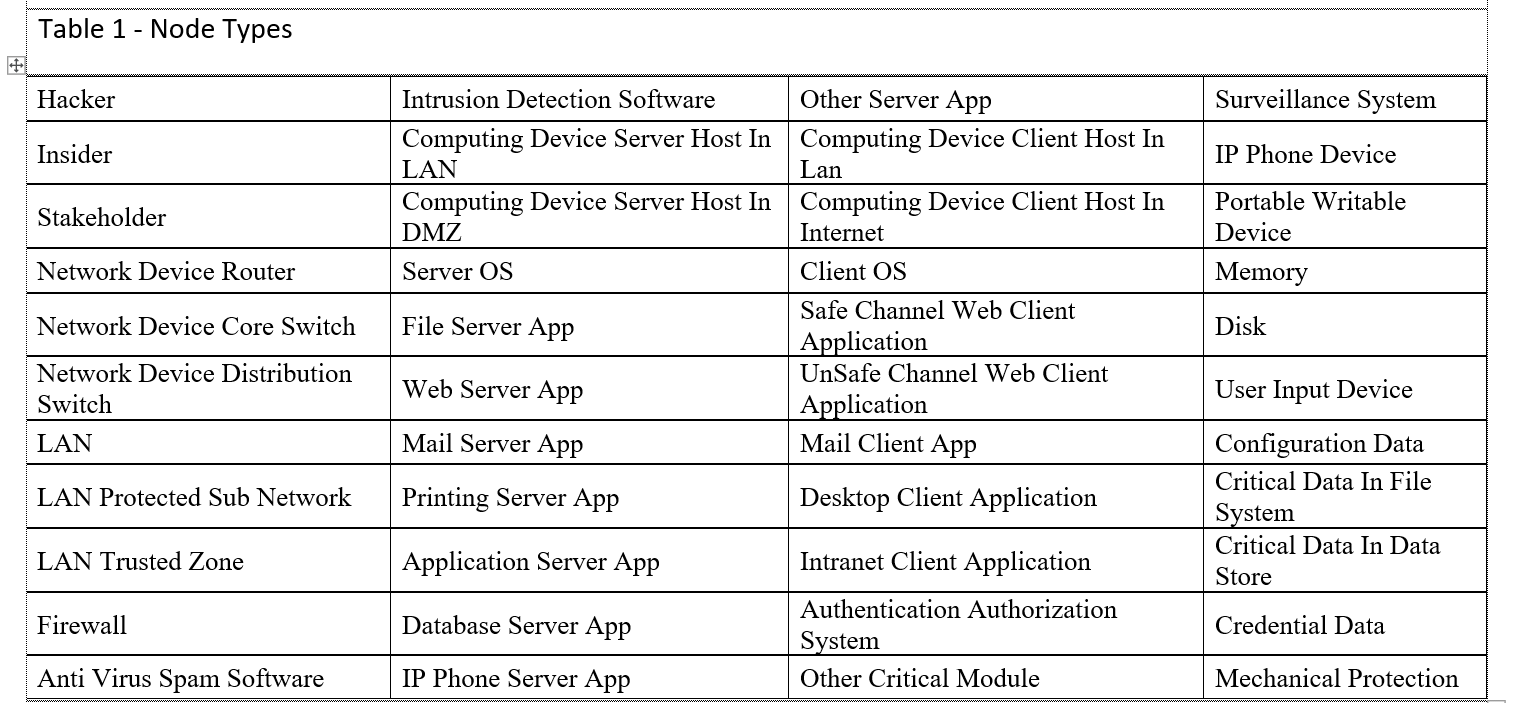 Table 1 - Node Types
Hacker
Intrusion Detection Software
Other Server App
Surveillance System
Insider
Computing Device Server Host In
LAN
Computing Device Client Host In
Lan
IP Phone Device
Stakeholder
Computing Device Server Host In
DMZ
Computing Device Client Host In
Internet
Portable Writable
Device
Network Device Router
Server OS
Client OS
Memory
Network Device Core Switch
File Server App
Safe Channel Web Client
Application
Disk
Network Device Distribution
Switch
Web Server App
UnSafe Channel Web Client
Application
User Input Device
LAN
Mail Server App
Mail Client App
Configuration Data
LAN Protected Sub Network
Printing Server App
Desktop Client Application
Critical Data In File
System
LAN Trusted Zone
Application Server App
Intranet Client Application
Critical Data In Data
Store
Firewall
Database Server App
Authentication Authorization
System
Credential Data
Anti Virus Spam Software
IP Phone Server App
Other Critical Module
Mechanical Protection